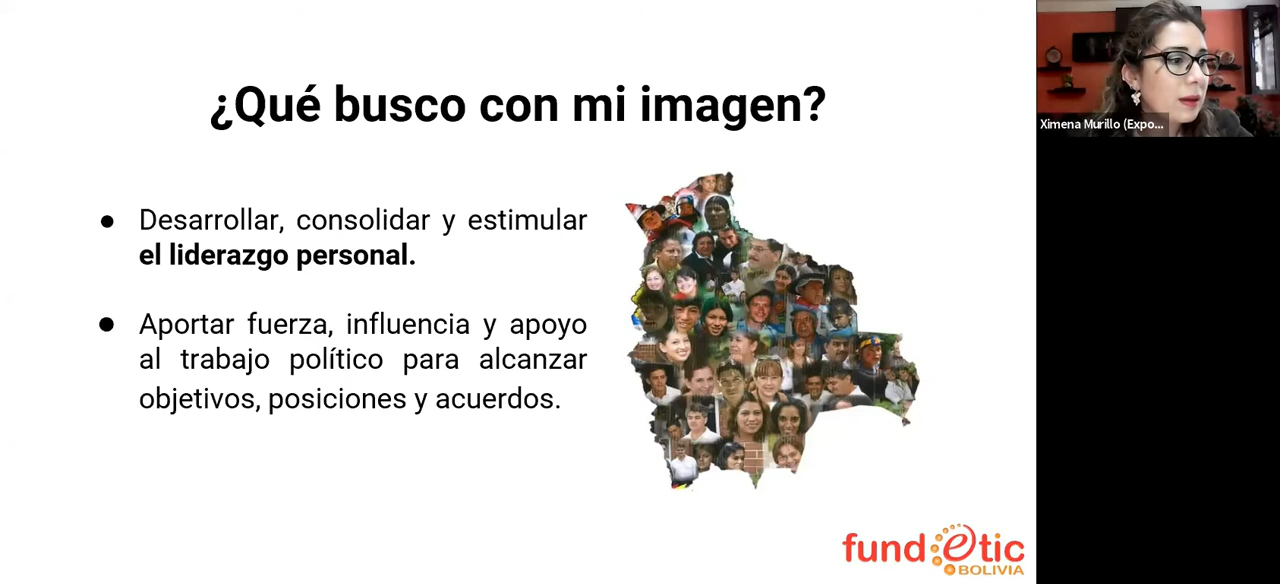 ¿Qué busco con mi imagen?
● Desarrollar, consolidar y estimular
el liderazgo personal.
● Aportar fuerza, influencia y apoyo
al trabajo político para alcanzar
objetivos, posiciones y acuerdos.
fundetic
BOLIVIA
Ximena Murillo (Expo...